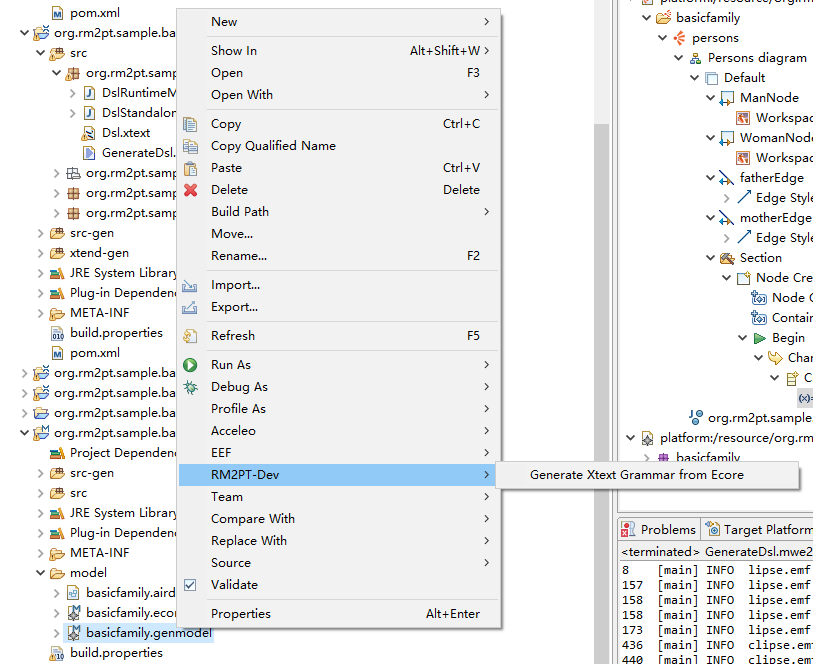 pom.xml
org.rm2pt.sample.ba
src
org.rm2pt.samp
DslRuntimeM
DslStandalon
Dsl.xtext
GenerateDsl.
org.rm2pt.samp
org.rm2pt.samp
org.rm2pt.samp
src-gen
xtend-gen
JRE System Library
Plug-in Dependenc
META-INF
build.properties
pom.xml
org.rm2pt.sample.ba
org.rm2pt.sample.ba
org.rm2pt.sample.ba
org.rm2pt.sample.ba
Project Dependenc
src-gen
src
JRE System Library
Plug-in Dependenc
META-INF
model
basicfamily.aird
basicfamily.ecor
basicfamily.genmodel
build.properties
New
Show In Alt+Shift+W
Open F3
Open With
Copy Ctrl+C
Copy Qualified Name
Paste Ctrl+V
Delete Delete
Build Path
Move...
Rename... F2
Import...
Export...
Refresh F5
Run As
Debug As
Profile As
Acceleo
EEF
RM2PT-Dev
Team
Compare With
Replace With
Source
Validate
Properties Alt+Enter
Generate Xtext Grammar from Ecore
platform:/resource/org.rm
basicfamily
persons
Persons diagram
Default
ManNode
Workspac
WomanNode
Workspac
fatherEdge
Edge Style
motherEdge
Edge Style
Section
Node Cre
Node C
Contain
Begin
Chan
C
(x)=
org.rm2pt.sample.
platform:/resource/org.rm
basicfamily
Problems Target Platform
<terminated> GenerateDsl.mwe2
8 [main] INFO lipse.emf
157 [main] INFO lipse.emf
158 [main] INFO lipse.emf
158 [main] INFO lipse.emf
173 [main] INFO lipse.emf
436 [main] INFO clipse.emf
440 [main] INFO clipse.emf